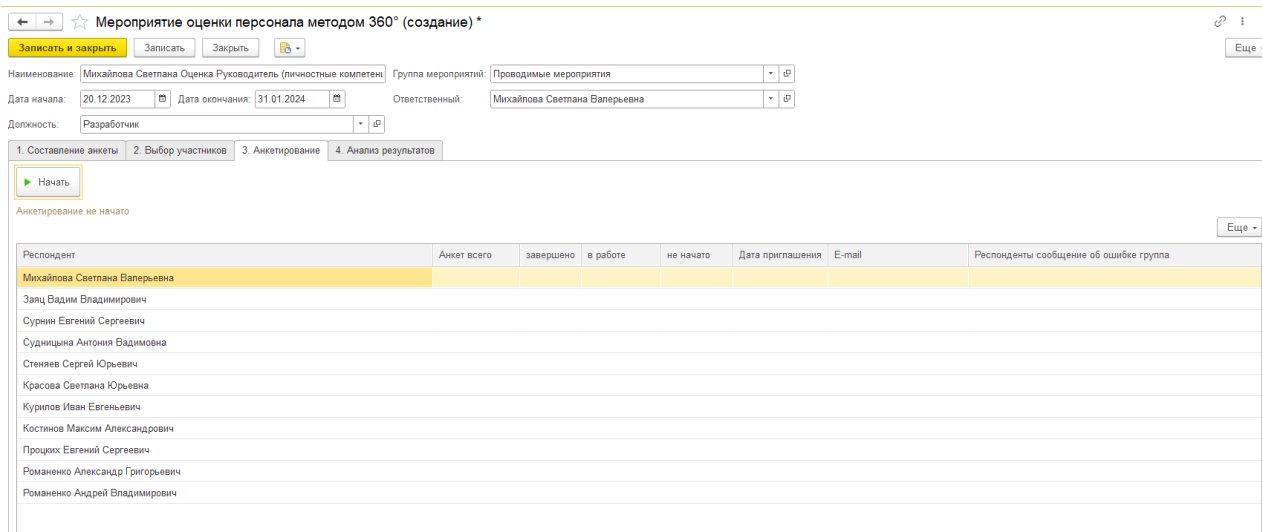 Мероприятие оценки персонала методом 360° (создание) *
Записать и закрыть Записать Закрыть Еще
Наименование: Михайлова Светлана Оценка Руководитель (личностные компетен Группа мероприятий: Проводимые мероприятия
Дата начала: 20.12.2023 Дата окончания: 31.01.2024 Ответственный: Михайлова Светлана Валерьевна
Должность: Разработчик
1. Составление анкеты 2. Выбор участников 3. Анкетирование 4. Анализ результатов
Начать
Анкетирование не начато
Еще
Респондент Анкет всего завершено в работе не начато Дата приглашения E-mail Респонденты сообщение об ошибке группа
Михайлова Светлана Валерьевна
Заяц Вадим Владимирович
Сурнин Евгений Сергеевич
Судницына Антония Вадимовна
Стеняев Сергей Юрьевич
Красова Светлана Юрьевна
Курилов Иван Евгеньевич
Костинов Максим Александрович
Процких Евгений Сергеевич
Романенко Александр Григорьевич
Романенко Андрей Владимирович